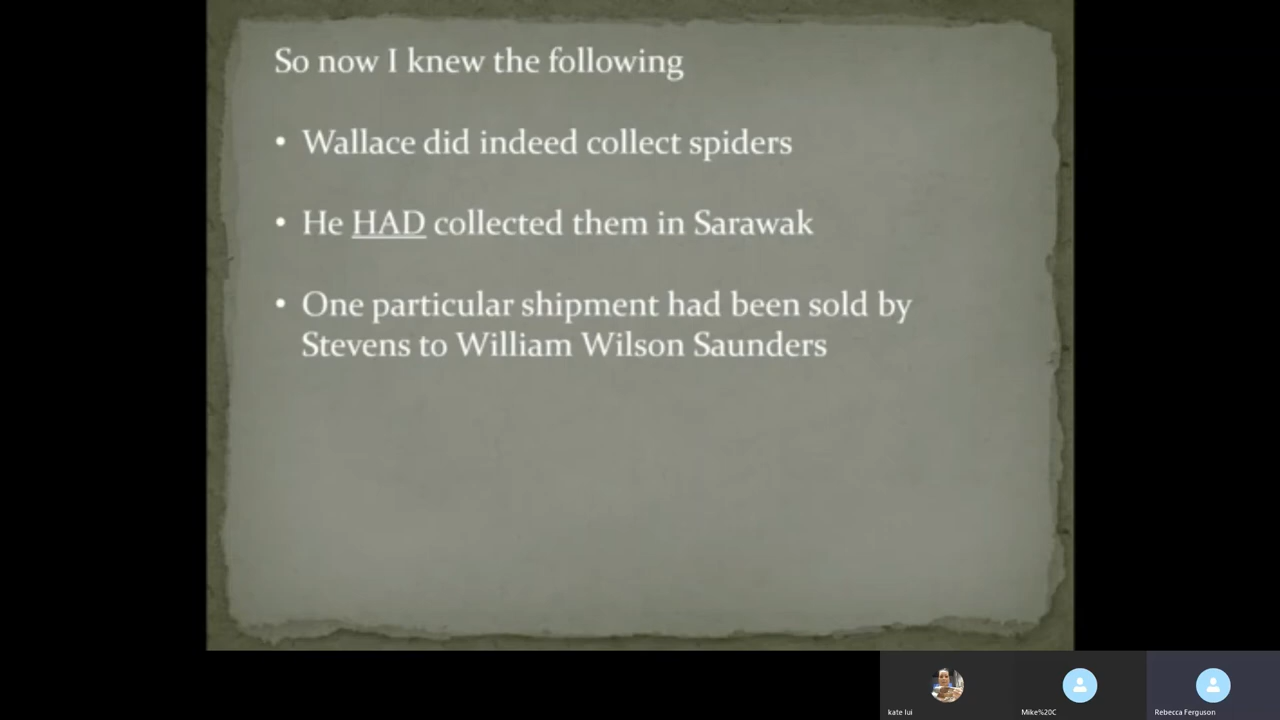 So now I knew the following
• Wallace did indeed collect spiders
• He HAD collected them in Sarawak
• One particular shipment had been sold by
Stevens to William Wilson Saunders
kate lui
Mike%20C
Rebecca Ferguson